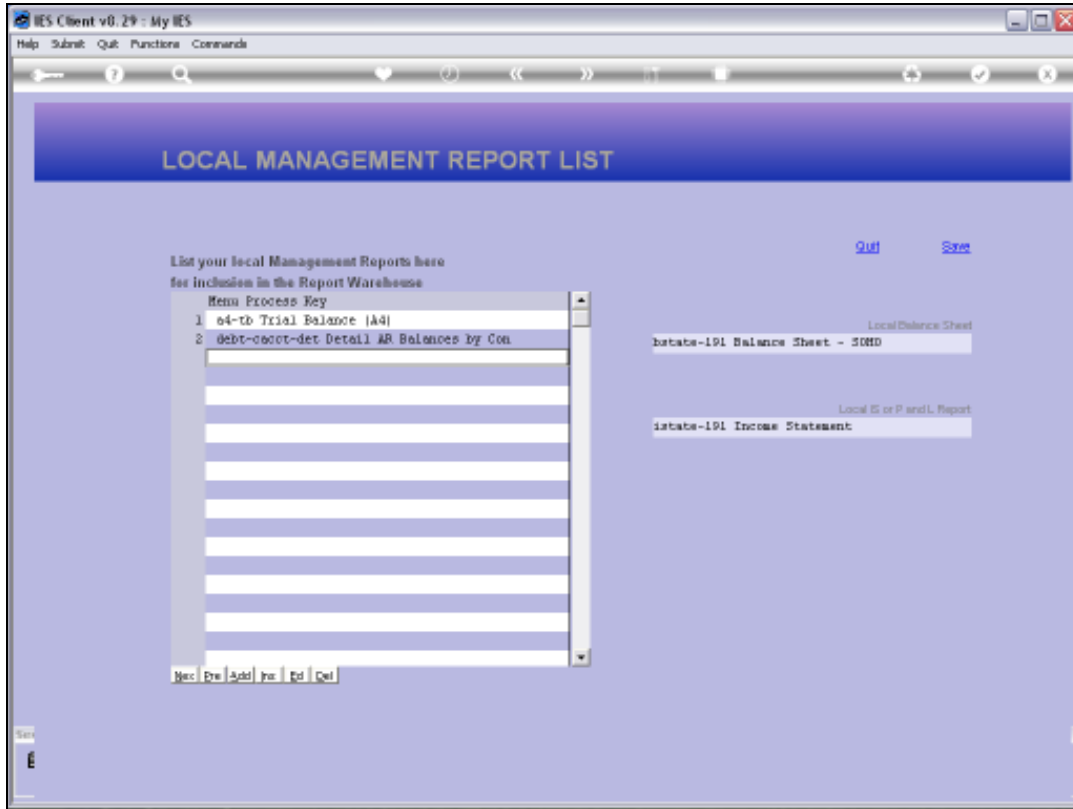 IES Client v8.29 : My IES
Help Submit Quit Functions Commands
LOCAL MANAGEMENT REPORT LIST
Quit Save
List your local Management Reports here
for inclusion in the Report Warehouse
Menu Process Key
1 a4-tb Trial Balance (A4)
2 debt-cacct-det Detail AR Balances by Con
Local Balance Sheet
bstate-191 Balance Sheet - SOHO
Local IS or P and L Report
istate-191 Income Statement
Nex Pre Add Ins Ed Del